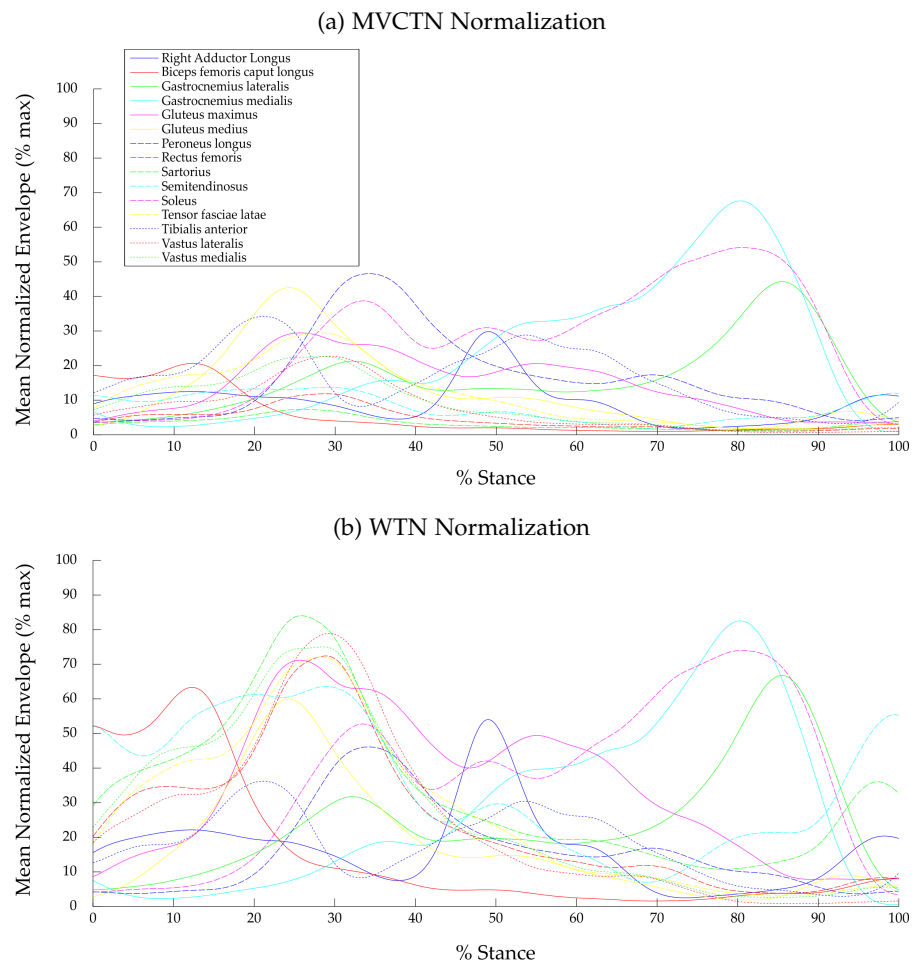 (a) MVCTN Normalization
Right Adductor Longus
Biceps femoris caput longus
Gastrocnemius lateralis
Gastrocnemius medialis
Gluteus maximus
Gluteus medius
Peroneus longus
Rectus femoris
Sartorius
Semitendinosus
Soleus
Tensor fasciae latae
Tibialis anterior
Vastus lateralis
Vastus medialis
Mean Normalized Envelope (% max)
100
90
80
70
60
50
40
30
20
10
0
0 10 20 30 40 50 60 70 80 90 100
% Stance
(b) WTN Normalization
Mean Normalized Envelope (% max)
100
90
80
70
60
50
40
30
20
10
0
0 10 20 30 40 50 60 70 80 90 100
% Stance